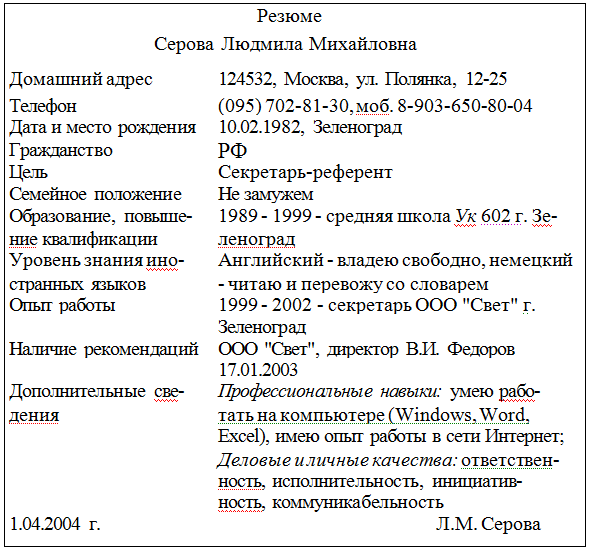 Резюме
Серова Людмила Михайловна
Домашний адрес 124532, Москва, ул. Полянка, 12-25
Телефон (095) 702-81-30, моб. 8-903-650-80-04
Дата и место рождения 10.02.1982, Зеленоград
Гражданство РФ
Цель Секретарь-референт
Семейное положение Не замужем
Образование, повыше- 1989 - 1999 - средняя школа Ук 602 г. Зе-
ние квалификации леноград
Уровень знания ино- Английский - владею свободно, немецкий
странных языков - читаю и перевожу со словарем
Опыт работы 1999 - 2002 - секретарь ООО "Свет" г.
Зеленоград
Наличие рекомендаций ООО "Свет", директор В.И. Федоров
17.01.2003
Дополнительные све- Профессиональные навыки: умею рабо-
дения тать на компьютере (Windows, Word,
Excel), имею опыт работы в сети Интернет;
Деловые и личные качества: ответствен-
ность, исполнительность, инициатив-
ность, коммуникабельность
1.04.2004 г. Л.М. Серова